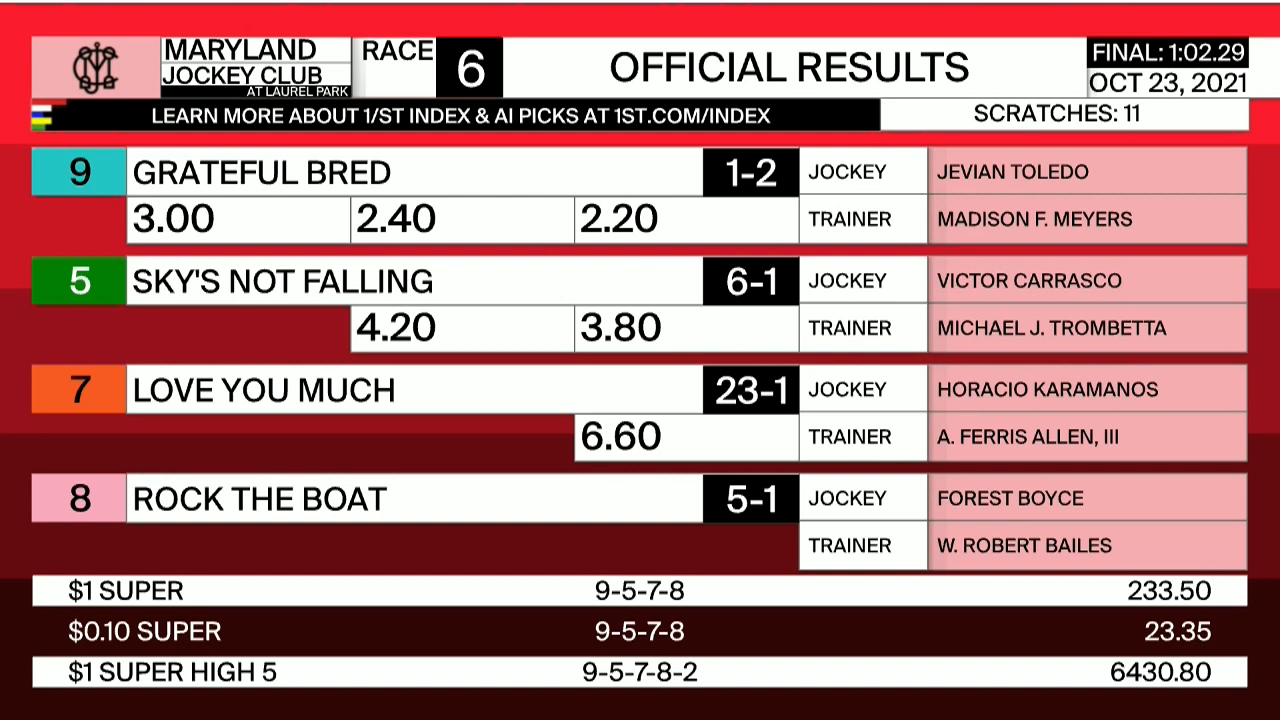 MARYLAND
JOCKEY CLUB
AT LAUREL PARK
RACE 6
OFFICIAL RESULTS
FINAL: 1:02.29
OCT 23, 2021
LEARN MORE ABOUT 1/ST INDEX & AI PICKS AT 1ST.COM/INDEX
SCRATCHES: 11
9 GRATEFUL BRED 1-2 JOCKEY JEVIAN TOLEDO
3.00 2.40 2.20 TRAINER MADISON F. MEYERS
5 SKY'S NOT FALLING 6-1 JOCKEY VICTOR CARRASCO
4.20 3.80 TRAINER MICHAEL J. TROMBETTA
7 LOVE YOU MUCH 23-1 JOCKEY HORACIO KARAMANOS
6.60 TRAINER A. FERRIS ALLEN, III
8 ROCK THE BOAT 5-1 JOCKEY FOREST BOYCE
TRAINER W. ROBERT BAILES
$1 SUPER 9-5-7-8 233.50
$0.10 SUPER 9-5-7-8 23.35
$1 SUPER HIGH 5 9-5-7-8-2 6430.80